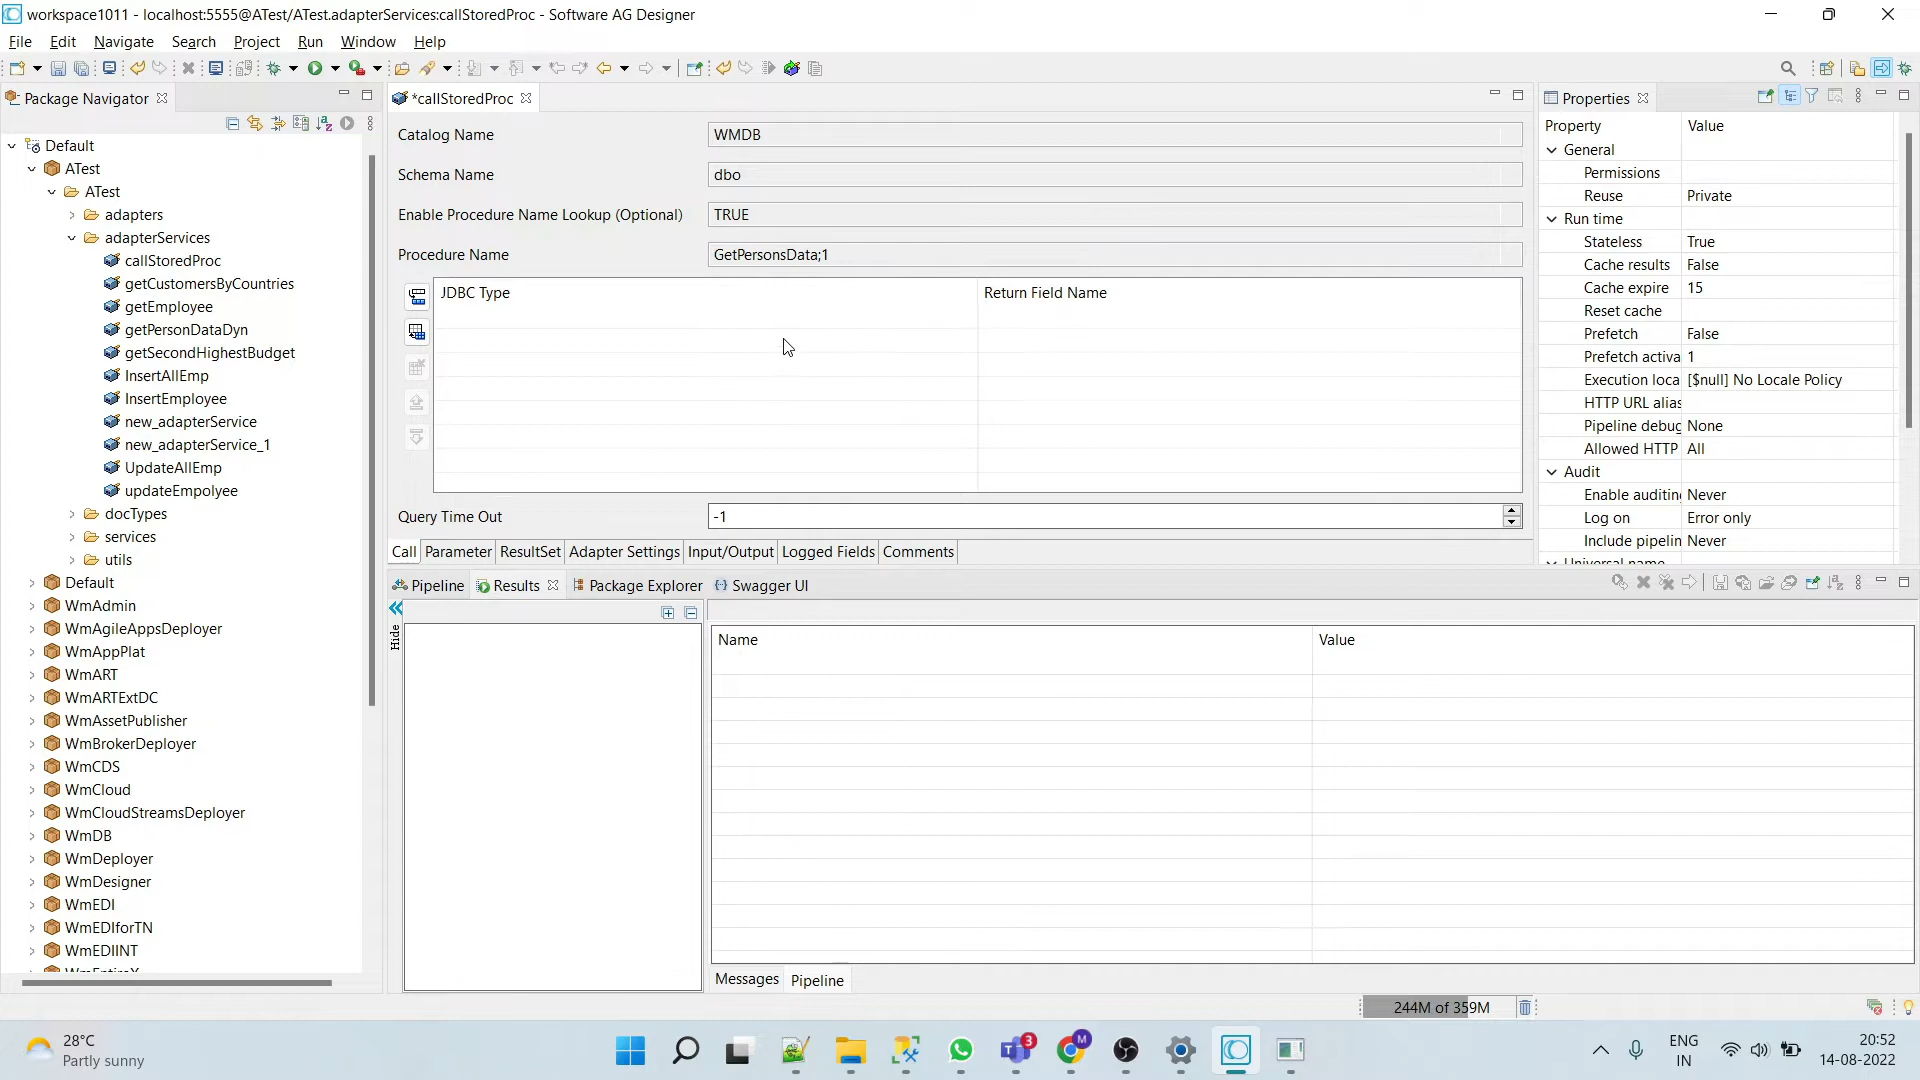 workspace1011 - localhost:5555@ATest/ATest.adapterServices:callStoredProc - Software AG Designer
File Edit Navigate Search Project Run Window Help
Package Navigator
Default
ATest
ATest
adapters
adapterServices
callStoredProc
getCustomersByCountries
getEmployee
getPersonDataDyn
getSecondHighestBudget
InsertAllEmp
InsertEmployee
new_adapterService
new_adapterService_1
UpdateAllEmp
updateEmpolyee
docTypes
services
utils
Default
WmAdmin
WmAgileAppsDeployer
WmAppPlat
WmART
WmARTExtDC
WmAssetPublisher
WmBrokerDeployer
WmCDS
WmCloud
WmCloudStreamsDeployer
WmDB
WmDeployer
WmDesigner
WmEDI
WmEDIforTN
WmEDIINT
*callStoredProc
Catalog Name WMDB
Schema Name dbo
Enable Procedure Name Lookup (Optional) TRUE
Procedure Name GetPersonsData;1
JDBC Type Return Field Name
Query Time Out -1
Call Parameter ResultSet Adapter Settings Input/Output Logged Fields Comments
Pipeline Results Package Explorer Swagger UI
Hide
Name Value
Messages Pipeline
Properties
Property Value
General
Permissions
Reuse Private
Run time
Stateless True
Cache results False
Cache expire 15
Reset cache
Prefetch False
Prefetch activa 1
Execution loca [$null] No Locale Policy
HTTP URL alias
Pipeline debug None
Allowed HTTP All
Audit
Enable auditing Never
Log on Error only
Include pipelin Never
Universal name
244M of 359M
28°C
Partly sunny
3
M
ENG
IN
20:52
14-08-2022